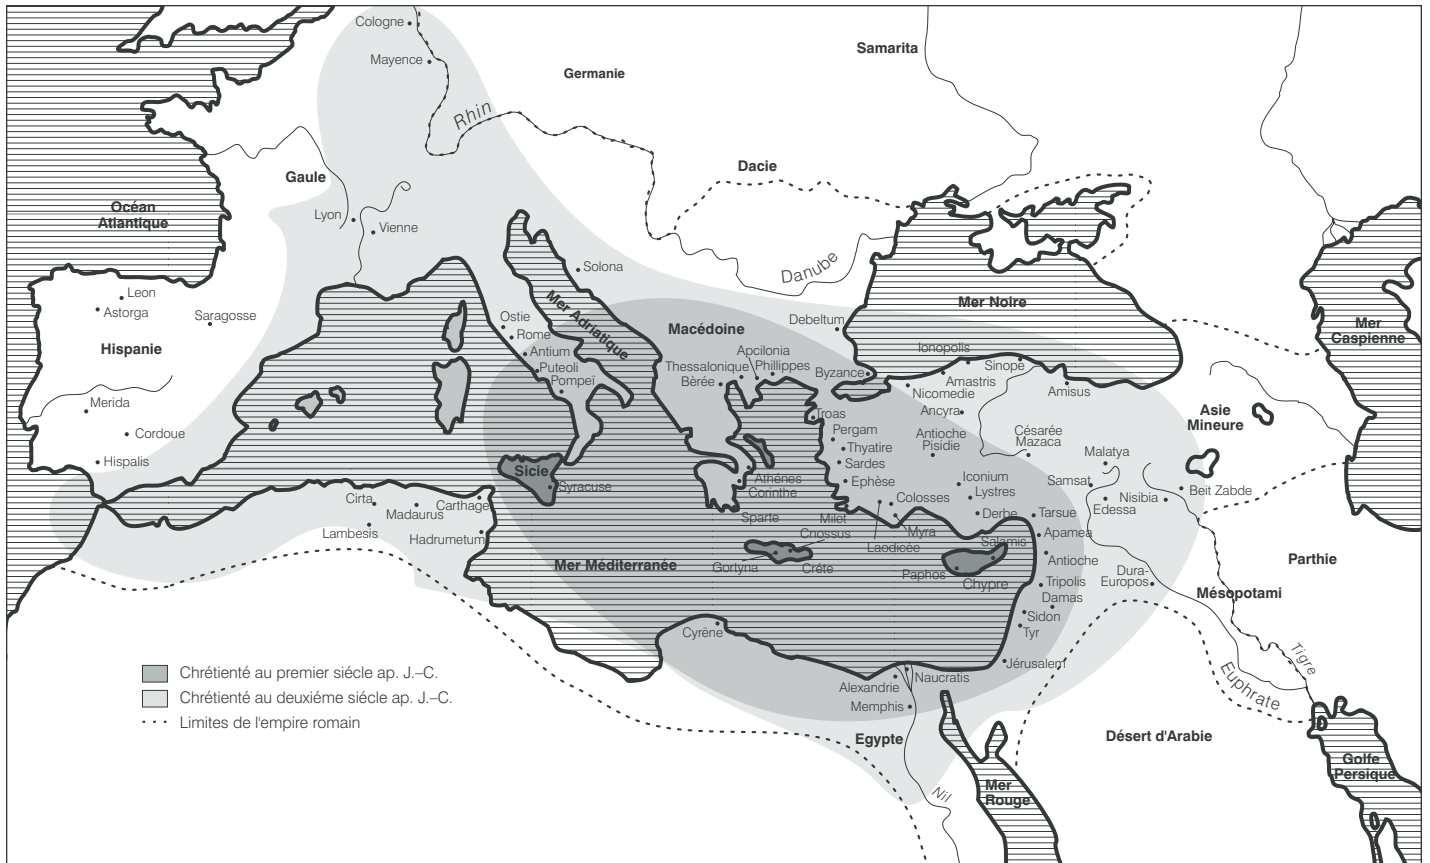 Cologne
Mayence
Germanie
Samarita
Rhin
Dacie
Gaule
Océan
Atlantique
Lyon
Vienne
Danube
Solona
Leon
Astorga
Saragosse
Hispanie
Merida
Cordoue
Hispalis
Mer Adriatique
Ostie
Rome
Antium
Puteoli
Pompeï
Macédoine
Debeltum
Mer Noire
Mer
Caspienne
Apcilonia
Thessalonique
Phillippes
Bèrée
Byzance
Ionopolis
Sinope
Amastris
Nicomedie
Amisus
Ancyra
Asie
Mineure
Troas
Pergam
Thyatire
Sardes
Ephèse
Antioche
Pisidie
Césarée
Mazaca
Malatya
Samsat
Nisibia
Edessa
Beit Zabde
Iconium
Lystres
Colosses
Derbe
Tarsue
Sicie
Syracuse
Athénes
Corinthe
Sparte
Milet
Cnossus
Laodicée
Myra
Salamis
Apamea
Antioche
Cirta
Madaurus
Carthage
Lambesis
Hadrumetum
Mer Méditerranée
Gortyna
Créte
Paphos
Chypre
Tripolis
Damas
Dura-
Europos
Parthie
Mésopotami
Sidon
Tyr
Cyrëne
Jérusalem
Tigre
Euphrate
Alexandrie
Naucratis
Memphis
Egypte
Désert d'Arabie
Nil
Mer
Rouge
Golfe
Persique
Chrétienté au premier siécle ap. J.–C.
Chrétienté au deuxiéme siécle ap. J.–C.
Limites de l'empire romain